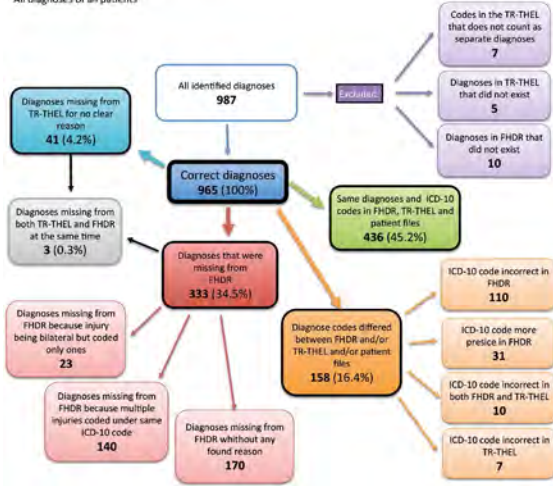 All diagnoses of all patients
Codes in the TR-THEL
that does not count as
separate diagnoses
7
All identified diagnoses
987
Excluded:
Diagnoses in TR-THEL
that did not exist
5
Diagnoses missing from
TR-THEL for no clear
reason
41 (4.2%)
Diagnoses in FHDR that
did not exist
10
Correct diagnoses
965 (100%)
Same diagnoses and ICD-10
codes in FHDR, TR-THEL and
patient files
436 (45.2%)
Diagnoses missing from
both TR-THEL and FHDR
at the same time
3 (0.3%)
Diagnoses that were
missing from
FHDR
333 (34.5%)
ICD-10 code incorrect in
FHDR
110
Diagnoses missing from
FHDR because injury
being bilateral but coded
only ones
23
Diagnose codes differed
between FHDR and/or
TR-THEL and/or patient
files
158 (16.4%)
ICD-10 code more
presice in FHDR
31
ICD-10 code incorrect in
both FHDR and TR-THEL
10
Diagnoses missing from
FHDR because multiple
injuries coded under same
ICD-10 code
140
Diagnoses missing from
FHDR whithout any
found reason
170
ICD-10 code incorrect in
TR-THEL
7